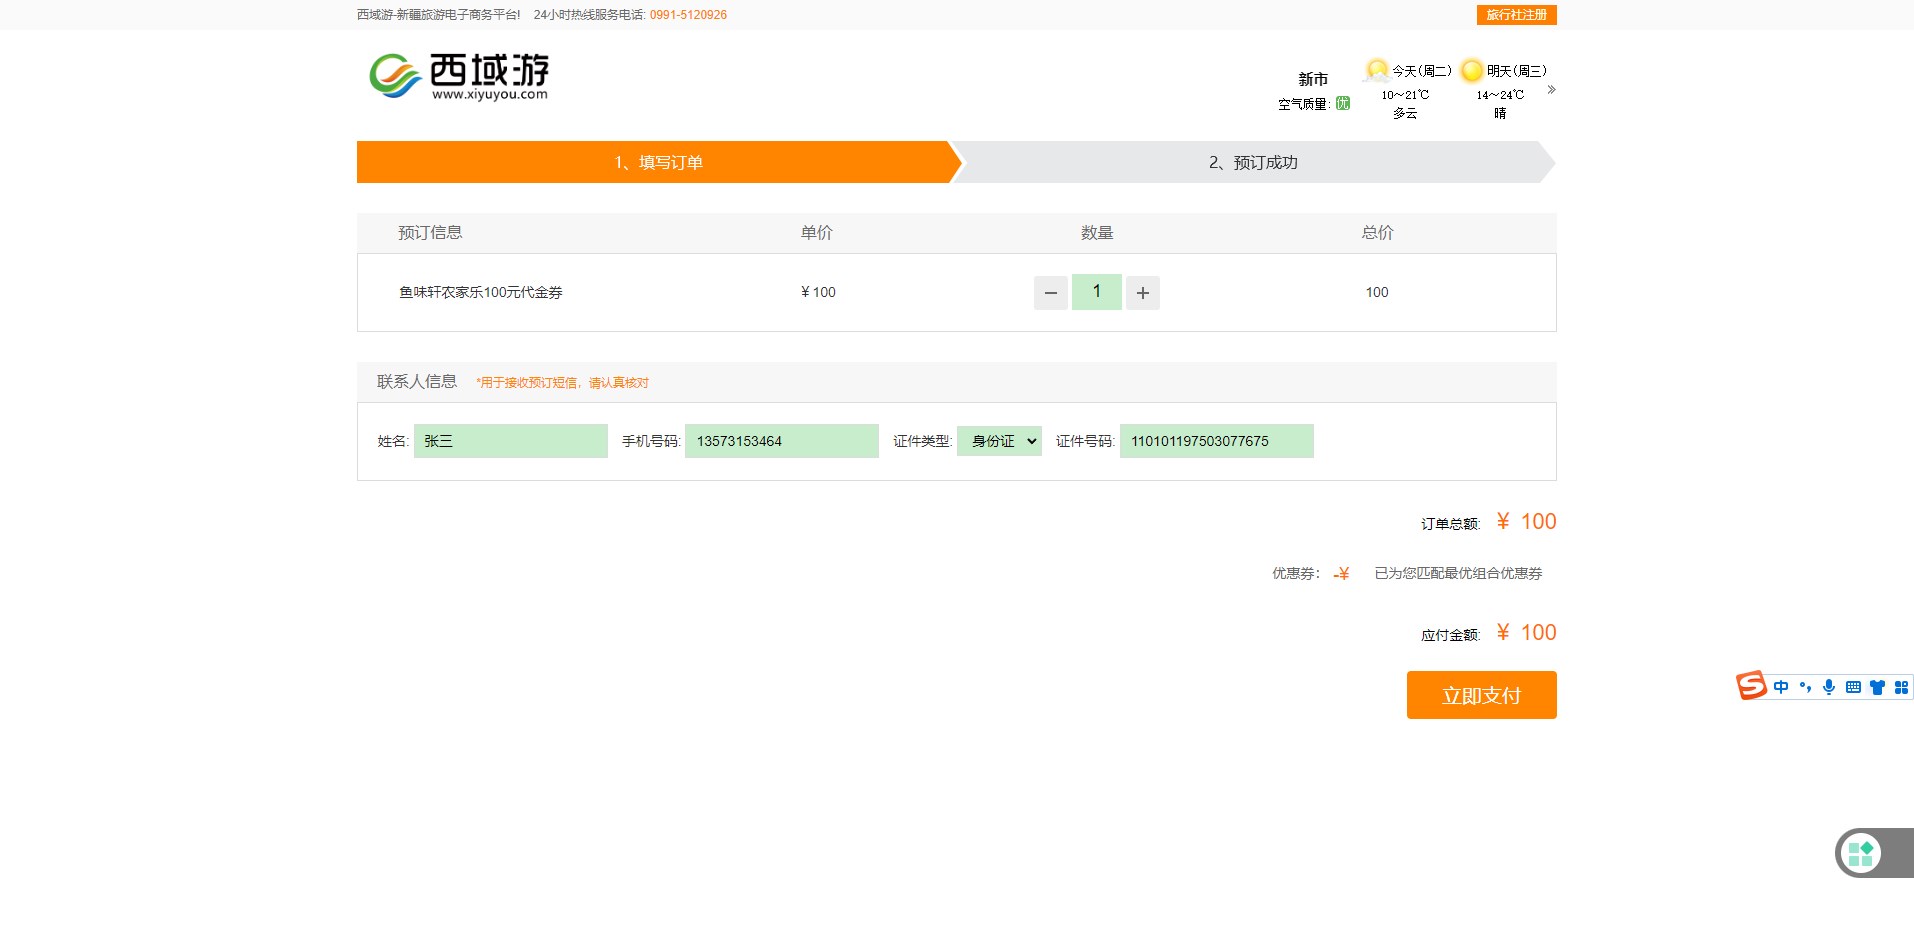 西域游-新疆旅游电子商务平台! 24小时热线服务电话: 0991-5120926 旅行社注册
西域游
www.xiyuyou.com
新市 今天(周二) 明天(周三)
空气质量: 优 10～21℃ 14～24℃ »
多云 晴
1、填写订单 2、预订成功
预订信息 单价 数量 总价
鱼味轩农家乐100元代金券 ¥ 100 − 1 + 100
联系人信息 *用于接收预订短信，请认真核对
姓名: 张三 手机号码: 13573153464 证件类型: 身份证 证件号码: 110101197503077675
订单总额: ¥ 100
优惠券： -¥ 已为您匹配最优组合优惠券
应付金额: ¥ 100
S 中
立即支付